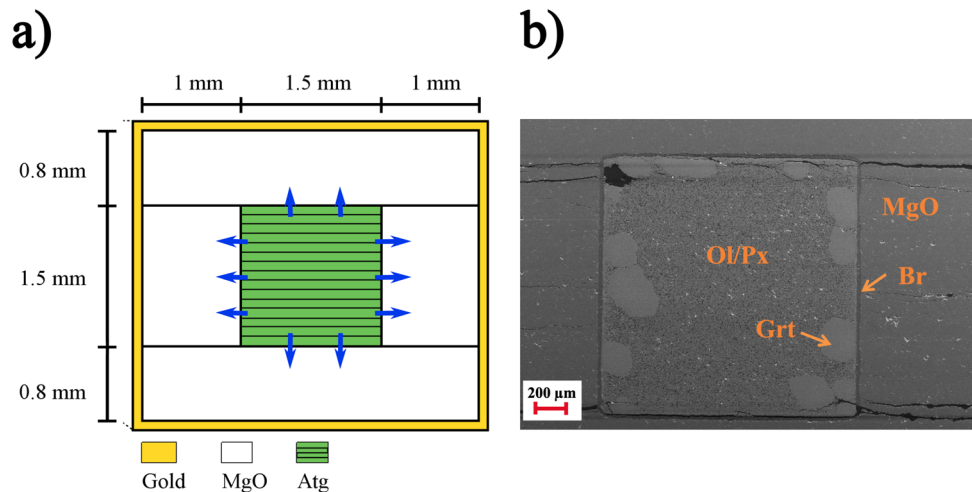 a)
b)
1 mm 1.5 mm 1 mm
0.8 mm
1.5 mm
0.8 mm
Gold MgO Atg
MgO
Ol/Px
Br
Grt
200 µm